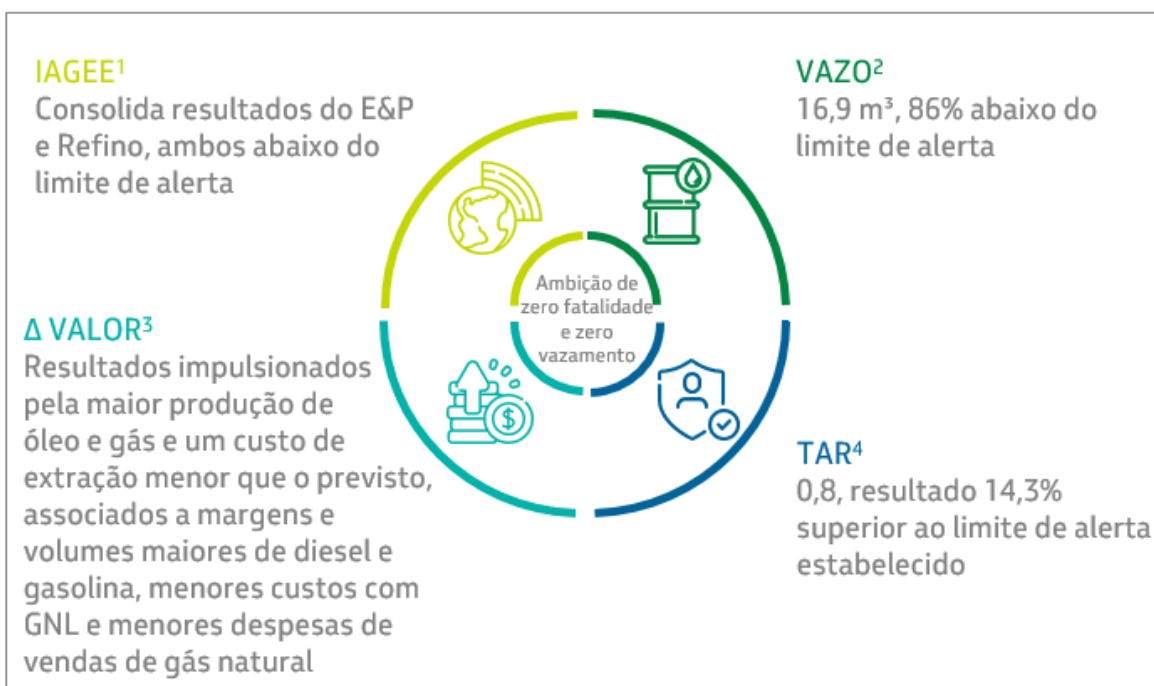 IAGEE¹
Consolida resultados do E&P
e Refino, ambos abaixo do
limite de alerta
VAZO²
16,9 m³, 86% abaixo do
limite de alerta
Ambição de
zero fatalidade
e zero
vazamento
Δ VALOR³
Resultados impulsionados
pela maior produção de
óleo e gás e um custo de
extração menor que o previsto,
associados a margens e
volumes maiores de diesel e
gasolina, menores custos com
GNL e menores despesas de
vendas de gás natural
$
TAR⁴
0,8, resultado 14,3%
superior ao limite de alerta
estabelecido